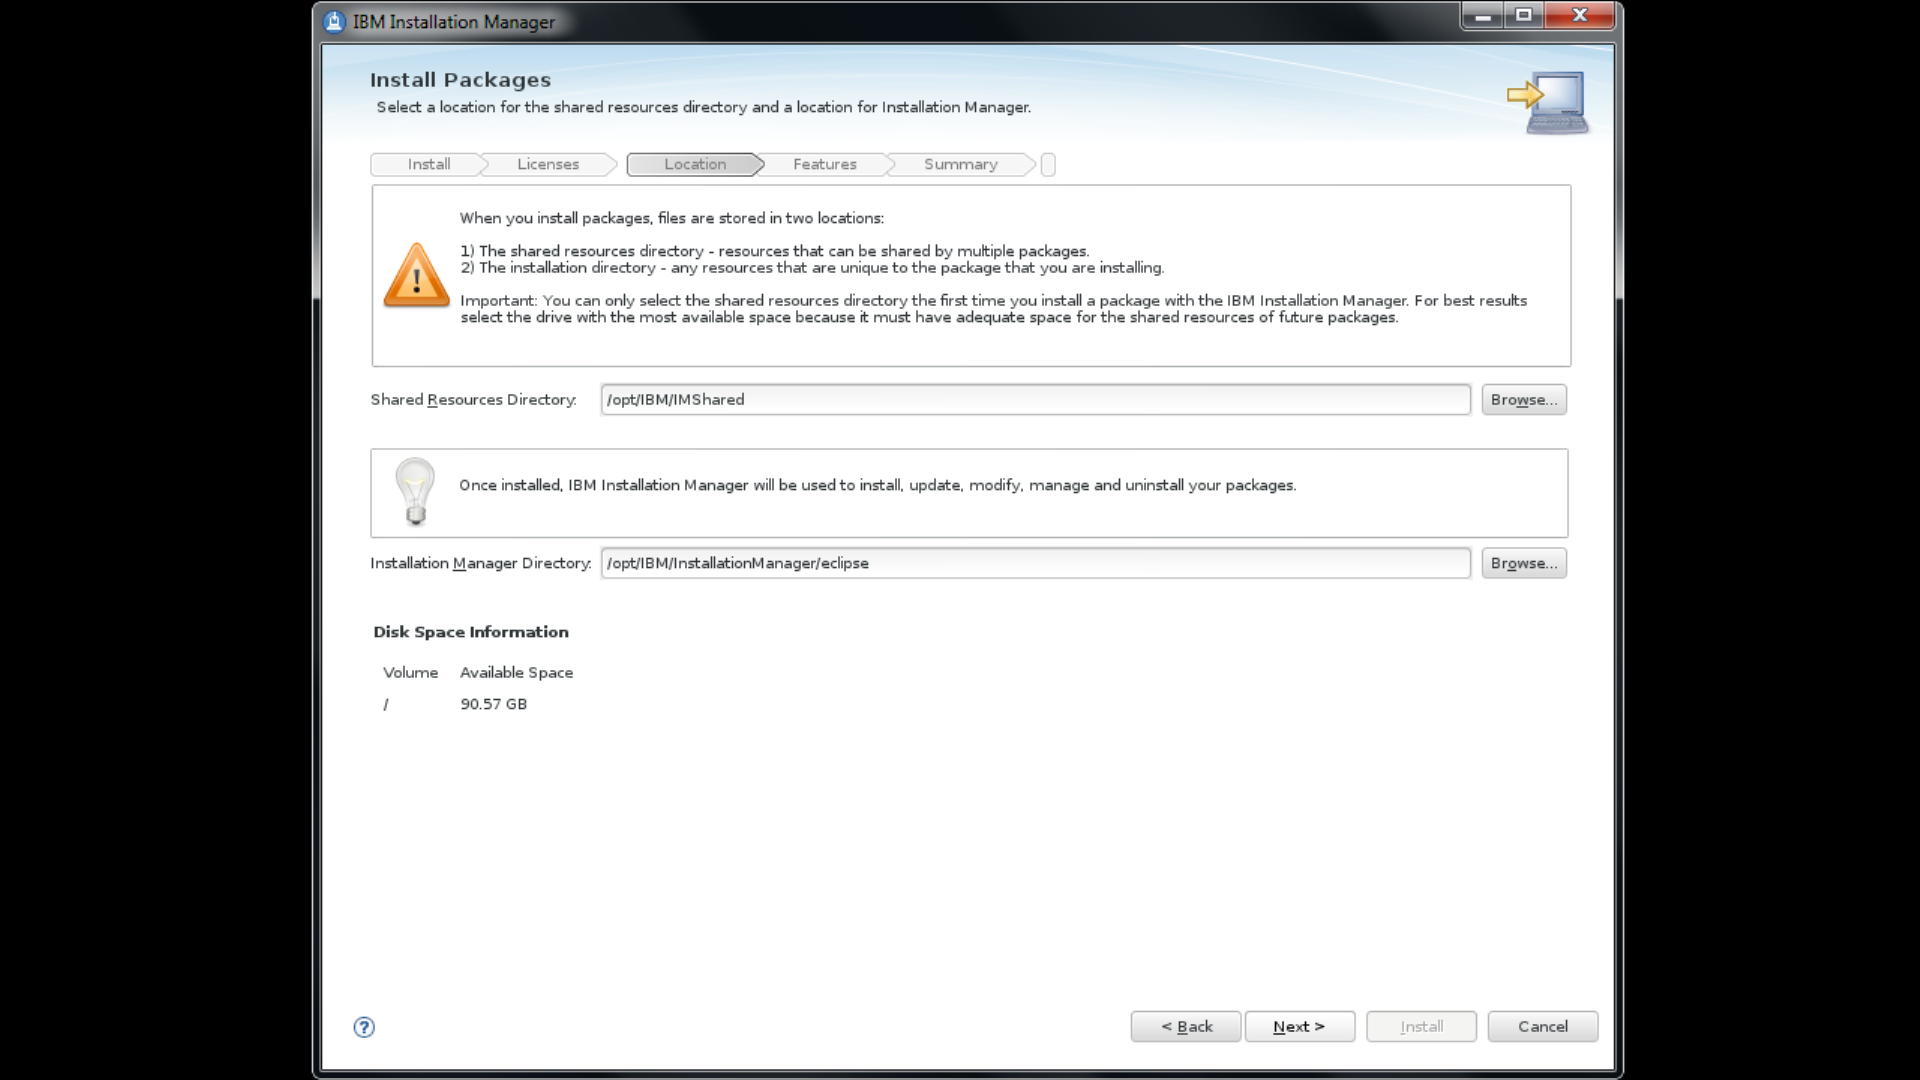 IBM Installation Manager
Install Packages
Select a location for the shared resources directory and a location for Installation Manager.
Install Licenses Location Features Summary
When you install packages, files are stored in two locations:
1) The shared resources directory - resources that can be shared by multiple packages.
2) The installation directory - any resources that are unique to the package that you are installing.
Important: You can only select the shared resources directory the first time you install a package with the IBM Installation Manager. For best results
select the drive with the most available space because it must have adequate space for the shared resources of future packages.
Shared Resources Directory: /opt/IBM/IMShared Browse...
Once installed, IBM Installation Manager will be used to install, update, modify, manage and uninstall your packages.
Installation Manager Directory: /opt/IBM/InstallationManager/eclipse Browse...
Disk Space Information
Volume Available Space
/ 90.57 GB
? < Back Next > Install Cancel